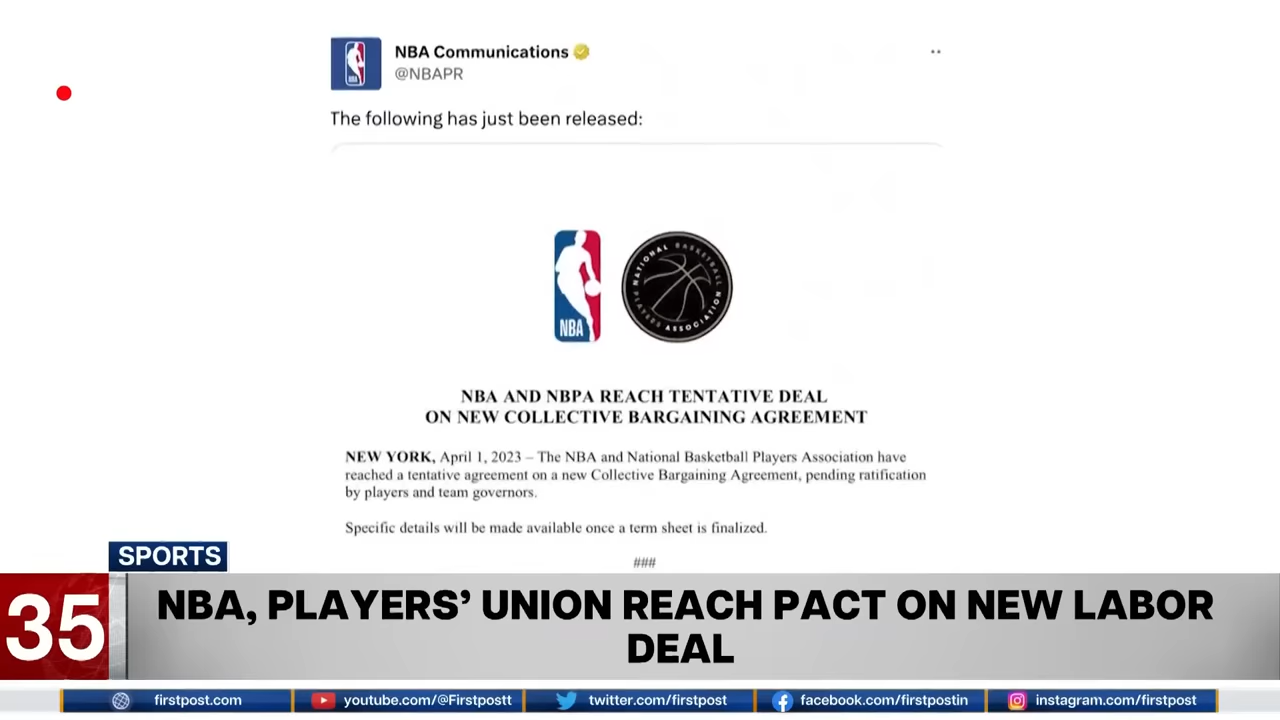 NBA Communications
@NBAPR
The following has just been released:
NBA
NATIONAL BASKETBALL
PLAYERS ASSOCIATION
NBA AND NBPA REACH TENTATIVE DEAL
ON NEW COLLECTIVE BARGAINING AGREEMENT
NEW YORK, April 1, 2023 – The NBA and National Basketball Players Association have
reached a tentative agreement on a new Collective Bargaining Agreement, pending ratification
by players and team governors.
Specific details will be made available once a term sheet is finalized.
###
SPORTS
35
NBA, PLAYERS’ UNION REACH PACT ON NEW LABOR
DEAL
firstpost.com
youtube.com/@Firstpostt
twitter.com/firstpost
facebook.com/firstpostin
instagram.com/firstpost